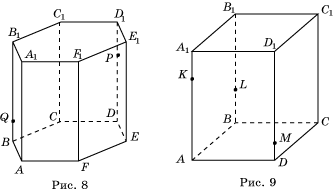 C₁ D₁
B₁
A₁ F₁ E₁
P
Q
C D
B E
A F
Рис. 8
B₁ C₁
A₁ D₁
K
L
B C
M
A D
Рис. 9